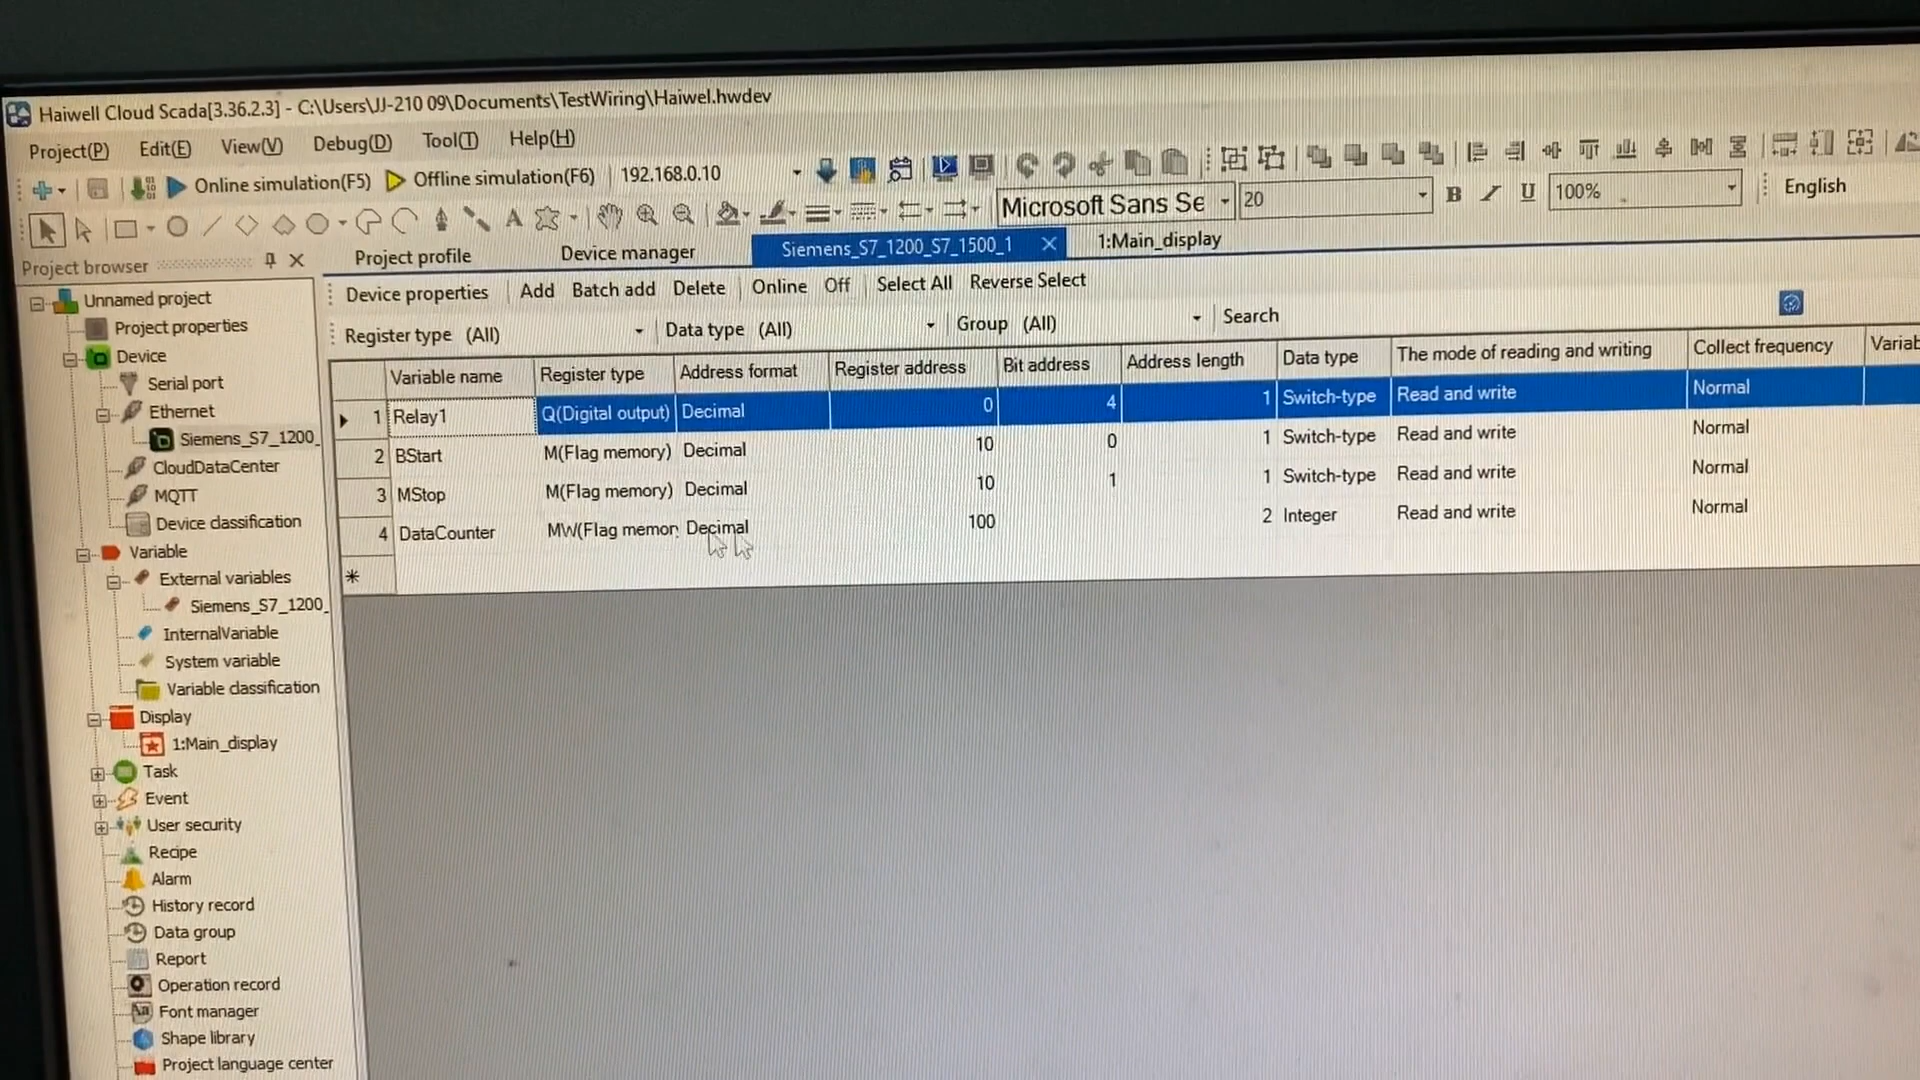 Haiwell Cloud Scada[3.36.2.3] - C:\Users\JJ-210 09\Documents\TestWiring\Haiwel.hwdev
Project(P) Edit(E) View(V) Debug(D) Tool(T) Help(H)
Online simulation(F5) Offline simulation(F6) 192.168.0.10
Microsoft Sans Se 20 B I U 100% English
Project browser
Project profile Device manager Siemens_S7_1200_S7_1500_1 1:Main_display
Device properties Add Batch add Delete Online Off Select All Reverse Select
Register type (All) Data type (All) Group (All) Search
Variable name Register type Address format Register address Bit address Address length Data type The mode of reading and writing Collect frequency Variab
1 Relay1 Q(Digital output) Decimal 0 4 1 Switch-type Read and write Normal
2 BStart M(Flag memory) Decimal 10 0 1 Switch-type Read and write Normal
3 MStop M(Flag memory) Decimal 10 1 1 Switch-type Read and write Normal
4 DataCounter MW(Flag memor Decimal 100 2 Integer Read and write Normal
Unnamed project
Project properties
Device
Serial port
Ethernet
Siemens_S7_1200_
CloudDataCenter
MQTT
Device classification
Variable
External variables
Siemens_S7_1200_
InternalVariable
System variable
Variable classification
Display
1:Main_display
Task
Event
User security
Recipe
Alarm
History record
Data group
Report
Operation record
Font manager
Shape library
Project language center